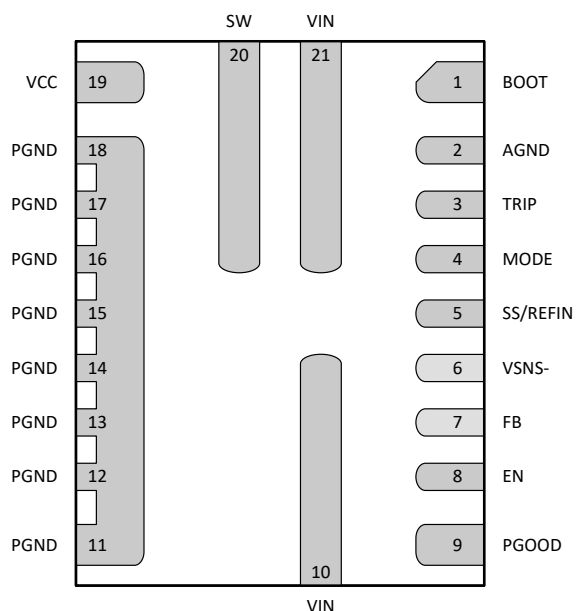 SW VIN
20 21
VCC 19 1 BOOT
PGND 18 2 AGND
PGND 17 3 TRIP
PGND 16 4 MODE
PGND 15 5 SS/REFIN
PGND 14 6 VSNS-
PGND 13 7 FB
PGND 12 8 EN
PGND 11 9 PGOOD
10
VIN